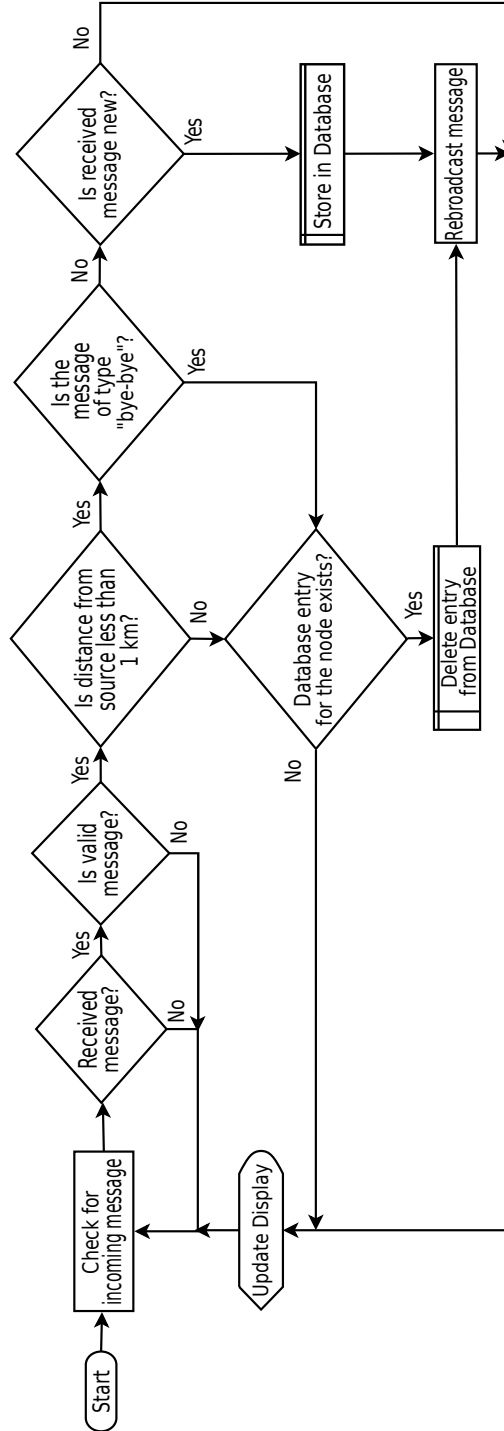 Start
Check for
incoming message
Received
message?
Yes
No
Is valid
message?
Yes
No
Is distance from
source less than
1 km?
Yes
No
Is the
message
of type
"bye-bye"?
No
Yes
Is received
message new?
No
Yes
Update Display
No
Database entry
for the node exists?
Yes
Store in Database
Delete entry
from Database
Rebroadcast message